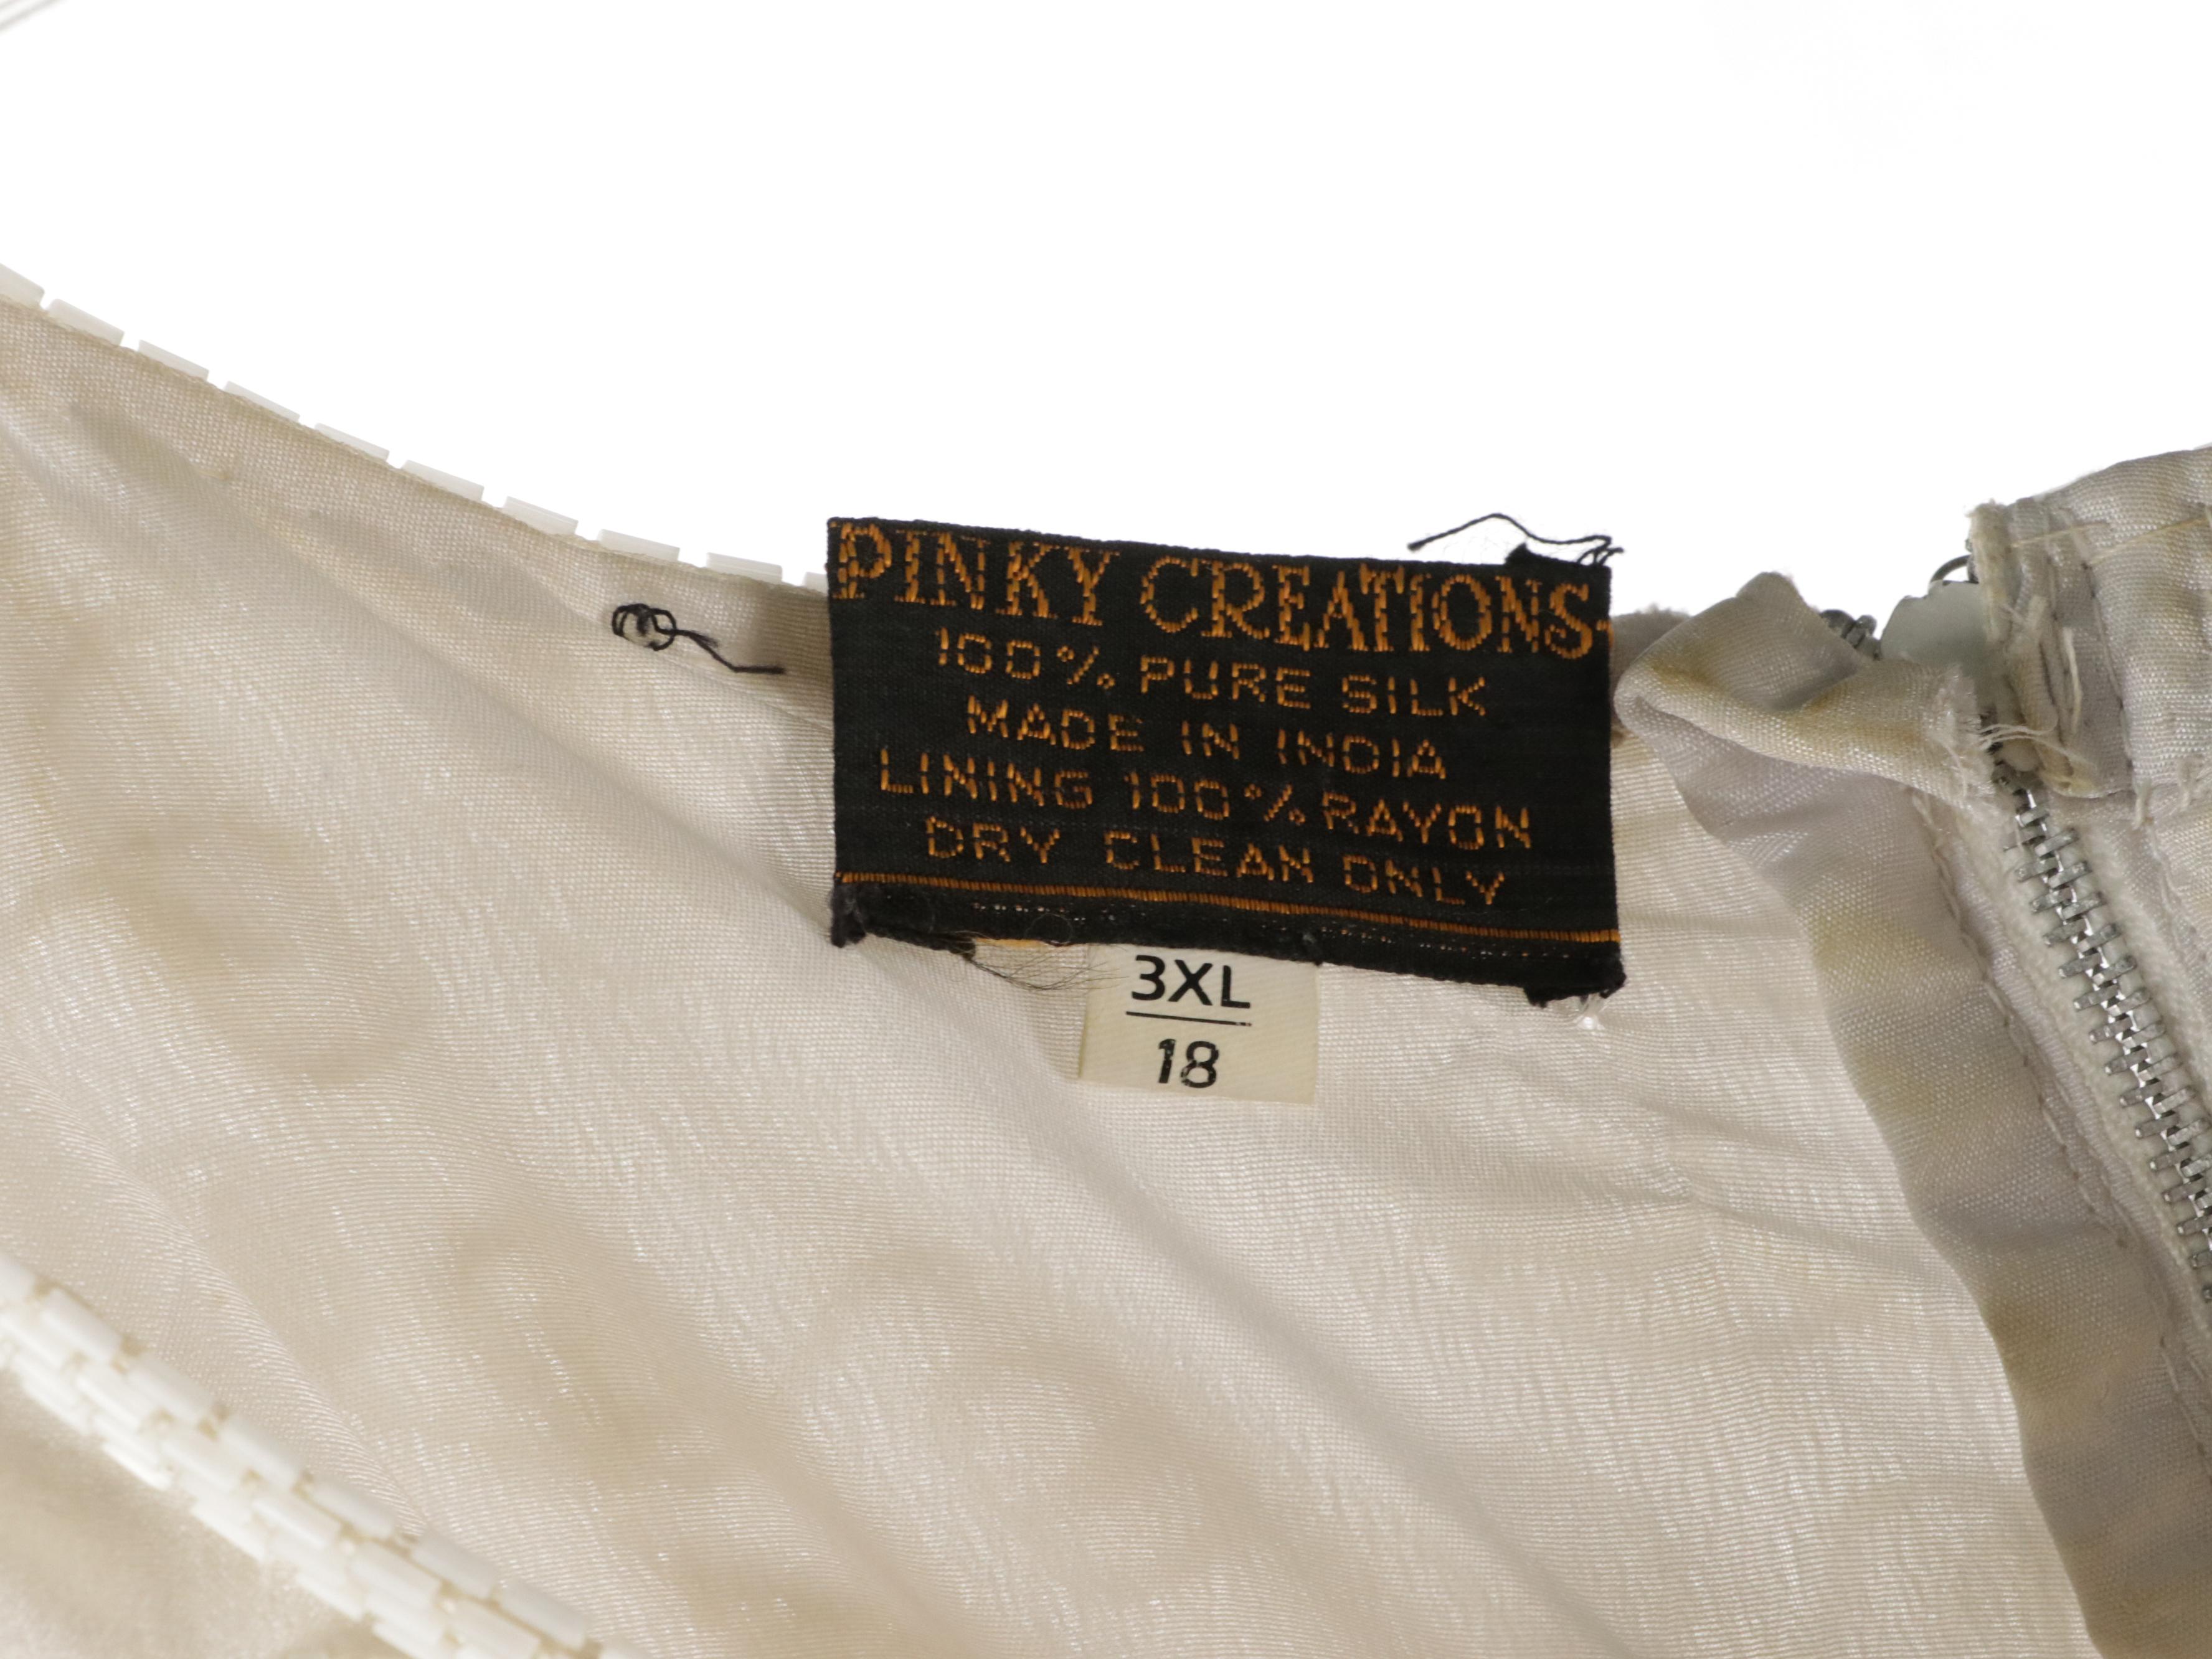 PINKY CREATIONS
100% PURE SILK
MADE IN INDIA
LINING 100% RAYON
DRY CLEAN ONLY
3XL
18